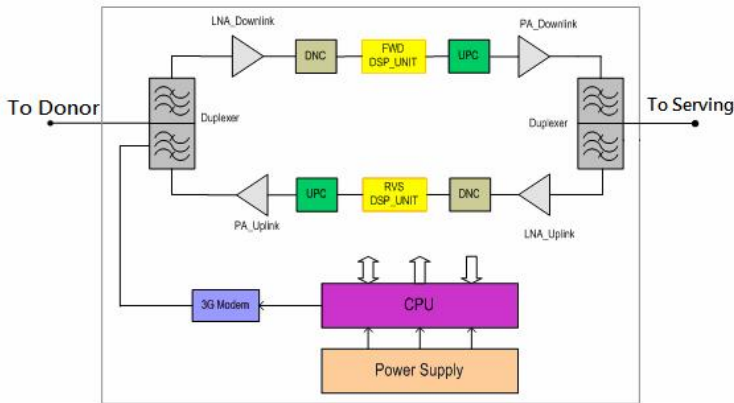 LNA_Downlink
PA_Downlink
DNC
FWD
DSP_UNIT
UPC
To Donor
Duplexer
Duplexer
To Serving
UPC
RVS
DSP_UNIT
DNC
PA_Uplink
LNA_Uplink
3G Modem
CPU
Power Supply